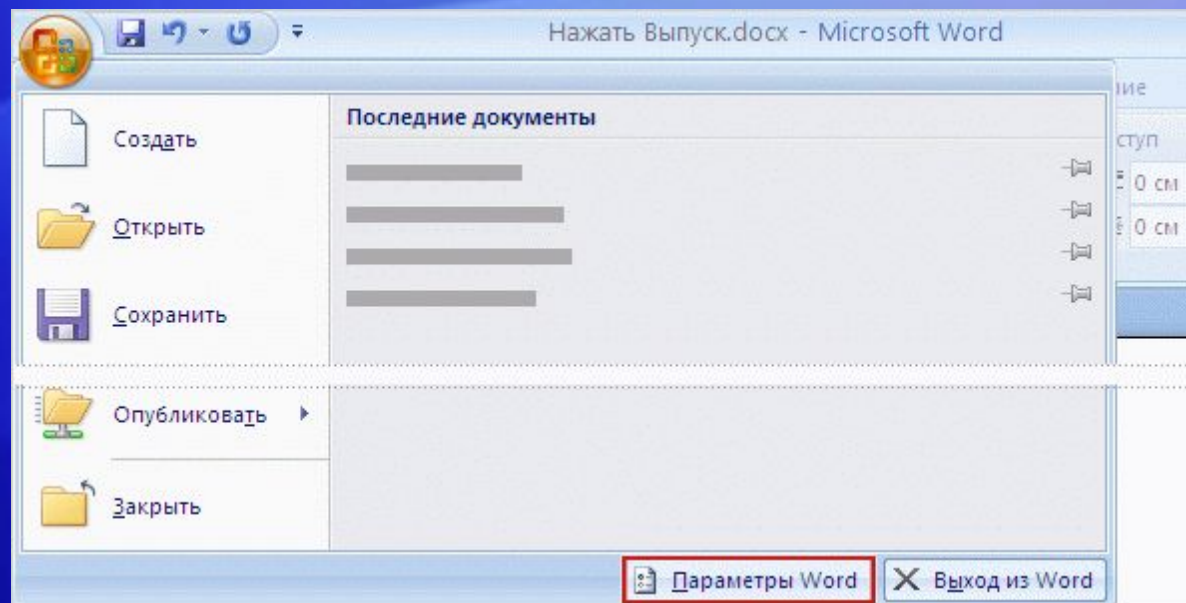 Нажать Выпуск.docx - Microsoft Word
Последние документы
Создать
Открыть
Сохранить
Опубликовать
Закрыть
Параметры Word
Выход из Word
ние
ступ
0 см
0 см